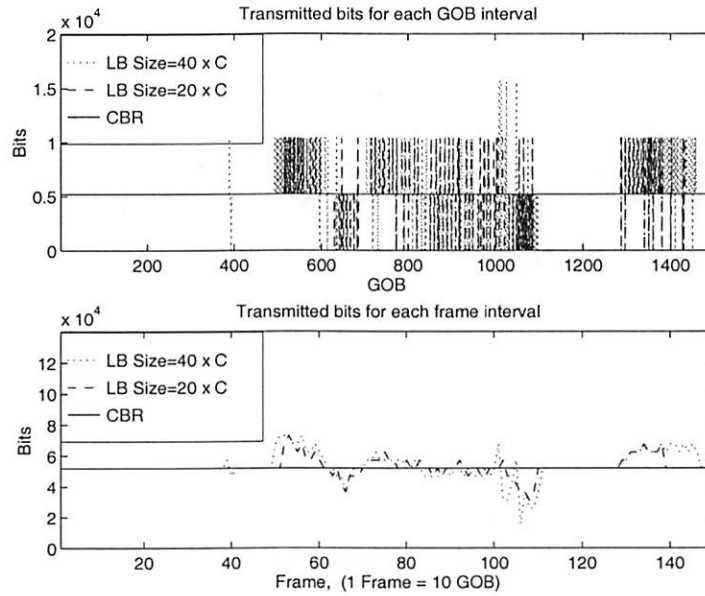 Transmitted bits for each GOB interval
x 10^4
2
1.5
1
0.5
0
Bits
LB Size=40 x C
LB Size=20 x C
CBR
200 400 600 800 1000 1200 1400
GOB
Transmitted bits for each frame interval
x 10^4
12
10
8
6
4
2
0
Bits
LB Size=40 x C
LB Size=20 x C
CBR
20 40 60 80 100 120 140
Frame, (1 Frame = 10 GOB)